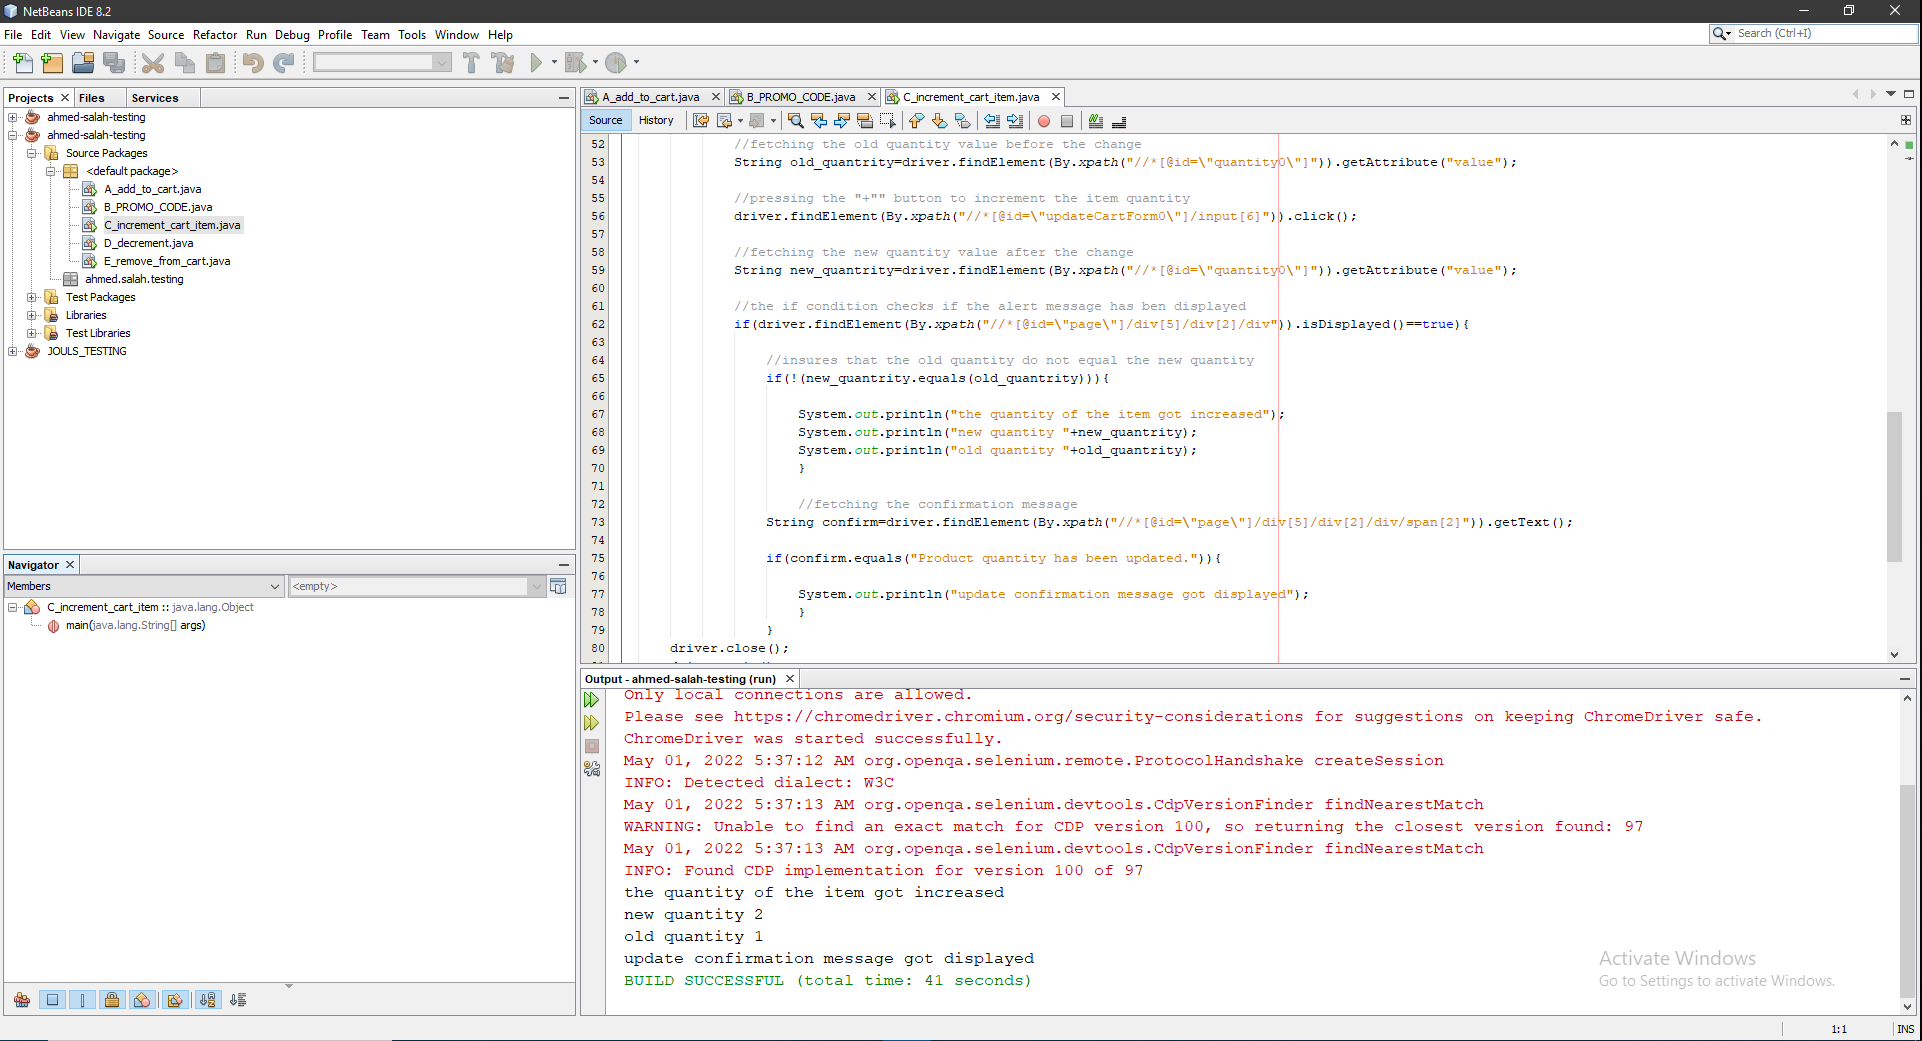 NetBeans IDE 8.2
File Edit View Navigate Source Refactor Run Debug Profile Team Tools Window Help
Search (Ctrl+I)
Projects Files Services
ahmed-salah-testing
ahmed-salah-testing
Source Packages
<default package>
A_add_to_cart.java
B_PROMO_CODE.java
C_increment_cart_item.java
D_decrement.java
E_remove_from_cart.java
ahmed.salah.testing
Test Packages
Libraries
Test Libraries
JOULS_TESTING
Navigator
Members
<empty>
C_increment_cart_item :: java.lang.Object
main(java.lang.String[] args)
A_add_to_cart.java B_PROMO_CODE.java C_increment_cart_item.java
Source History
52 //fetching the old quantity value before the change
53 String old_quantrity=driver.findElement(By.xpath("//*[@id=\"quantity0\"]")).getAttribute("value");
54
55 //pressing the "+"" button to increment the item quantity
56 driver.findElement(By.xpath("//*[@id=\"updateCartForm0\"]/input[6]")).click();
57
58 //fetching the new quantity value after the change
59 String new_quantrity=driver.findElement(By.xpath("//*[@id=\"quantity0\"]")).getAttribute("value");
60
61 //the if condition checks if the alert message has ben displayed
62 if(driver.findElement(By.xpath("//*[@id=\"page\"]/div[5]/div[2]/div")).isDisplayed()==true){
63
64 //insures that the old quantity do not equal the new quantity
65 if(!(new_quantrity.equals(old_quantrity))){
66
67 System.out.println("the quantity of the item got increased");
68 System.out.println("new quantity "+new_quantrity);
69 System.out.println("old quantity "+old_quantrity);
70 }
71
72 //fetching the confirmation message
73 String confirm=driver.findElement(By.xpath("//*[@id=\"page\"]/div[5]/div[2]/div/span[2]")).getText();
74
75 if(confirm.equals("Product quantity has been updated.")){
76
77 System.out.println("update confirmation message got displayed");
78 }
79 }
80 driver.close();
Output - ahmed-salah-testing (run)
Only local connections are allowed.
Please see https://chromedriver.chromium.org/security-considerations for suggestions on keeping ChromeDriver safe.
ChromeDriver was started successfully.
May 01, 2022 5:37:12 AM org.openqa.selenium.remote.ProtocolHandshake createSession
INFO: Detected dialect: W3C
May 01, 2022 5:37:13 AM org.openqa.selenium.devtools.CdpVersionFinder findNearestMatch
WARNING: Unable to find an exact match for CDP version 100, so returning the closest version found: 97
May 01, 2022 5:37:13 AM org.openqa.selenium.devtools.CdpVersionFinder findNearestMatch
INFO: Found CDP implementation for version 100 of 97
the quantity of the item got increased
new quantity 2
old quantity 1
update confirmation message got displayed
BUILD SUCCESSFUL (total time: 41 seconds)
Activate Windows
Go to Settings to activate Windows.
1:1 INS